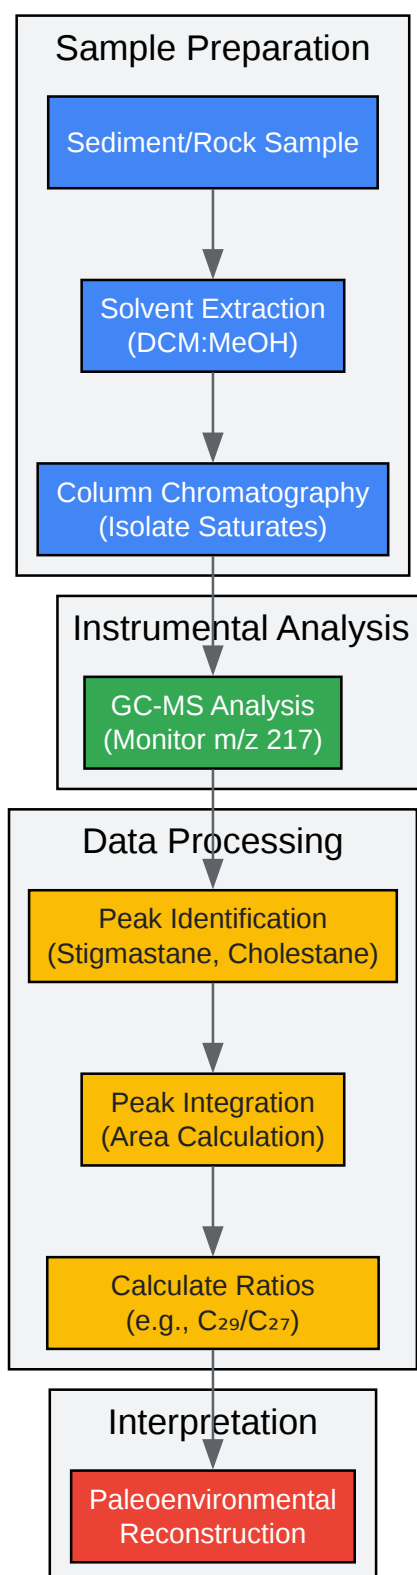 Sample Preparation
Sediment/Rock Sample
Solvent Extraction
(DCM:MeOH)
Column Chromatography
(Isolate Saturates)
Instrumental Analysis
GC-MS Analysis
(Monitor m/z 217)
Data Processing
Peak Identification
(Stigmastane, Cholestane)
Peak Integration
(Area Calculation)
Calculate Ratios
(e.g., C₂₉/C₂₇)
Interpretation
Paleoenvironmental
Reconstruction